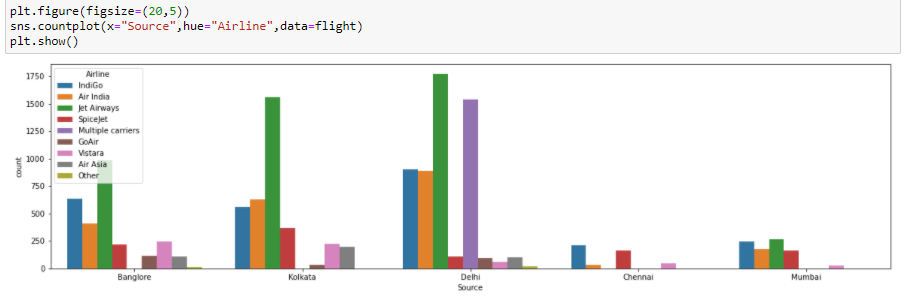 plt.figure(figsize=(20,5))
sns.countplot(x="Source",hue="Airline",data=flight)
plt.show()
Airline
IndiGo
Air India
Jet Airways
SpiceJet
Multiple carriers
GoAir
Vistara
Air Asia
Other
1750
1500
1250
1000
750
500
250
0
count
Banglore Kolkata Delhi Chennai Mumbai
Source